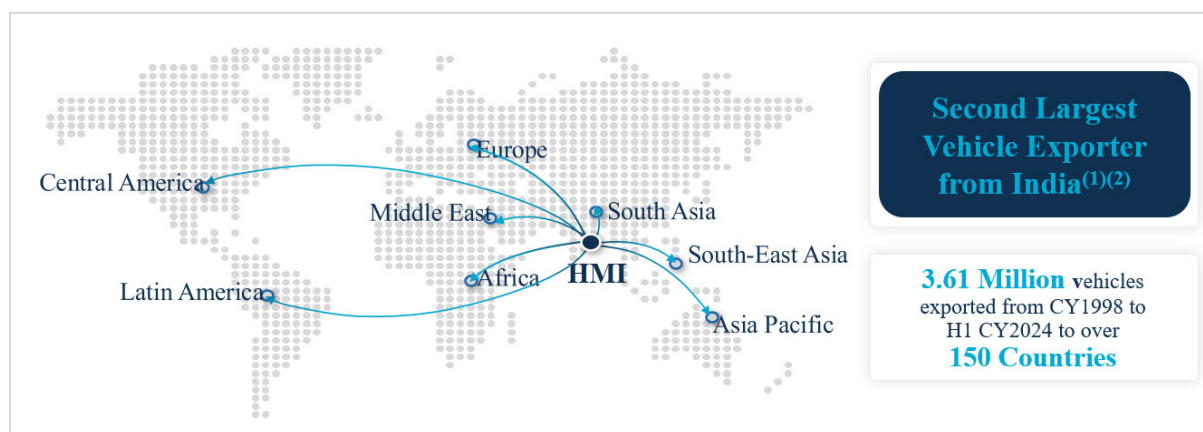 Europe
Central America
Middle East
South Asia
South-East Asia
HMI
Africa
Latin America
Asia Pacific
Second Largest
Vehicle Exporter
from India(1)(2)
3.61 Million vehicles
exported from CY1998 to
H1 CY2024 to over
150 Countries